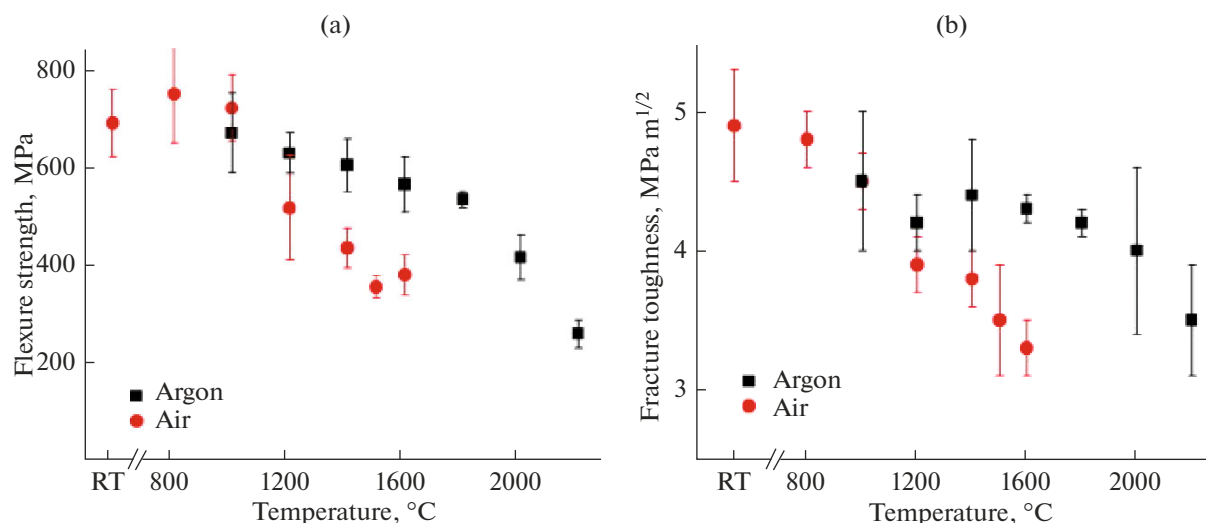 (a)
Flexure strength, MPa
800
600
400
200
Argon
Air
RT 800 1200 1600 2000
Temperature, °C
(b)
Fracture toughness, MPa m^{1/2}
5
4
3
Argon
Air
RT 800 1200 1600 2000
Temperature, °C